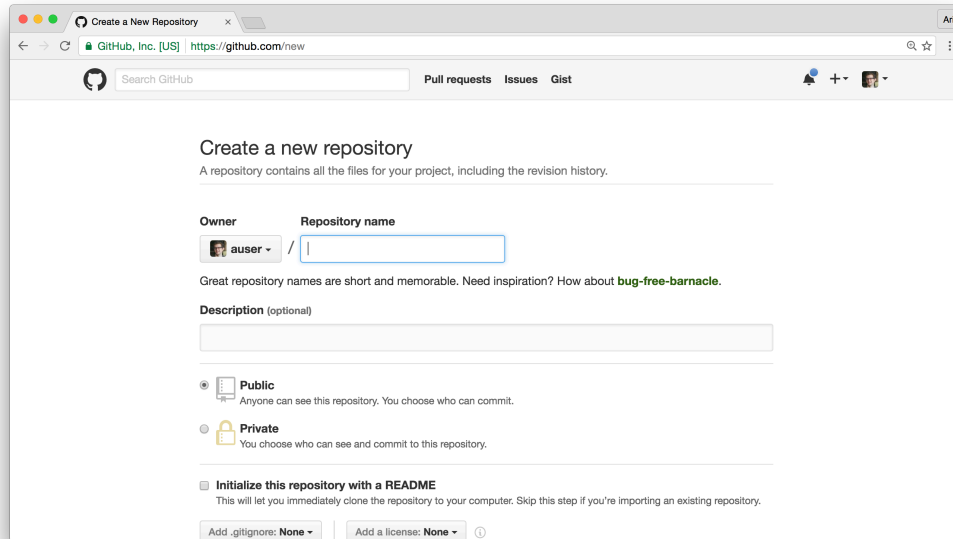 Create a New Repository
GitHub, Inc. [US] https://github.com/new
Search GitHub Pull requests Issues Gist
Create a new repository
A repository contains all the files for your project, including the revision history.
Owner Repository name
auser /
Great repository names are short and memorable. Need inspiration? How about bug-free-barnacle.
Description (optional)
Public
Anyone can see this repository. You choose who can commit.
Private
You choose who can see and commit to this repository.
Initialize this repository with a README
This will let you immediately clone the repository to your computer. Skip this step if you're importing an existing repository.
Add .gitignore: None Add a license: None